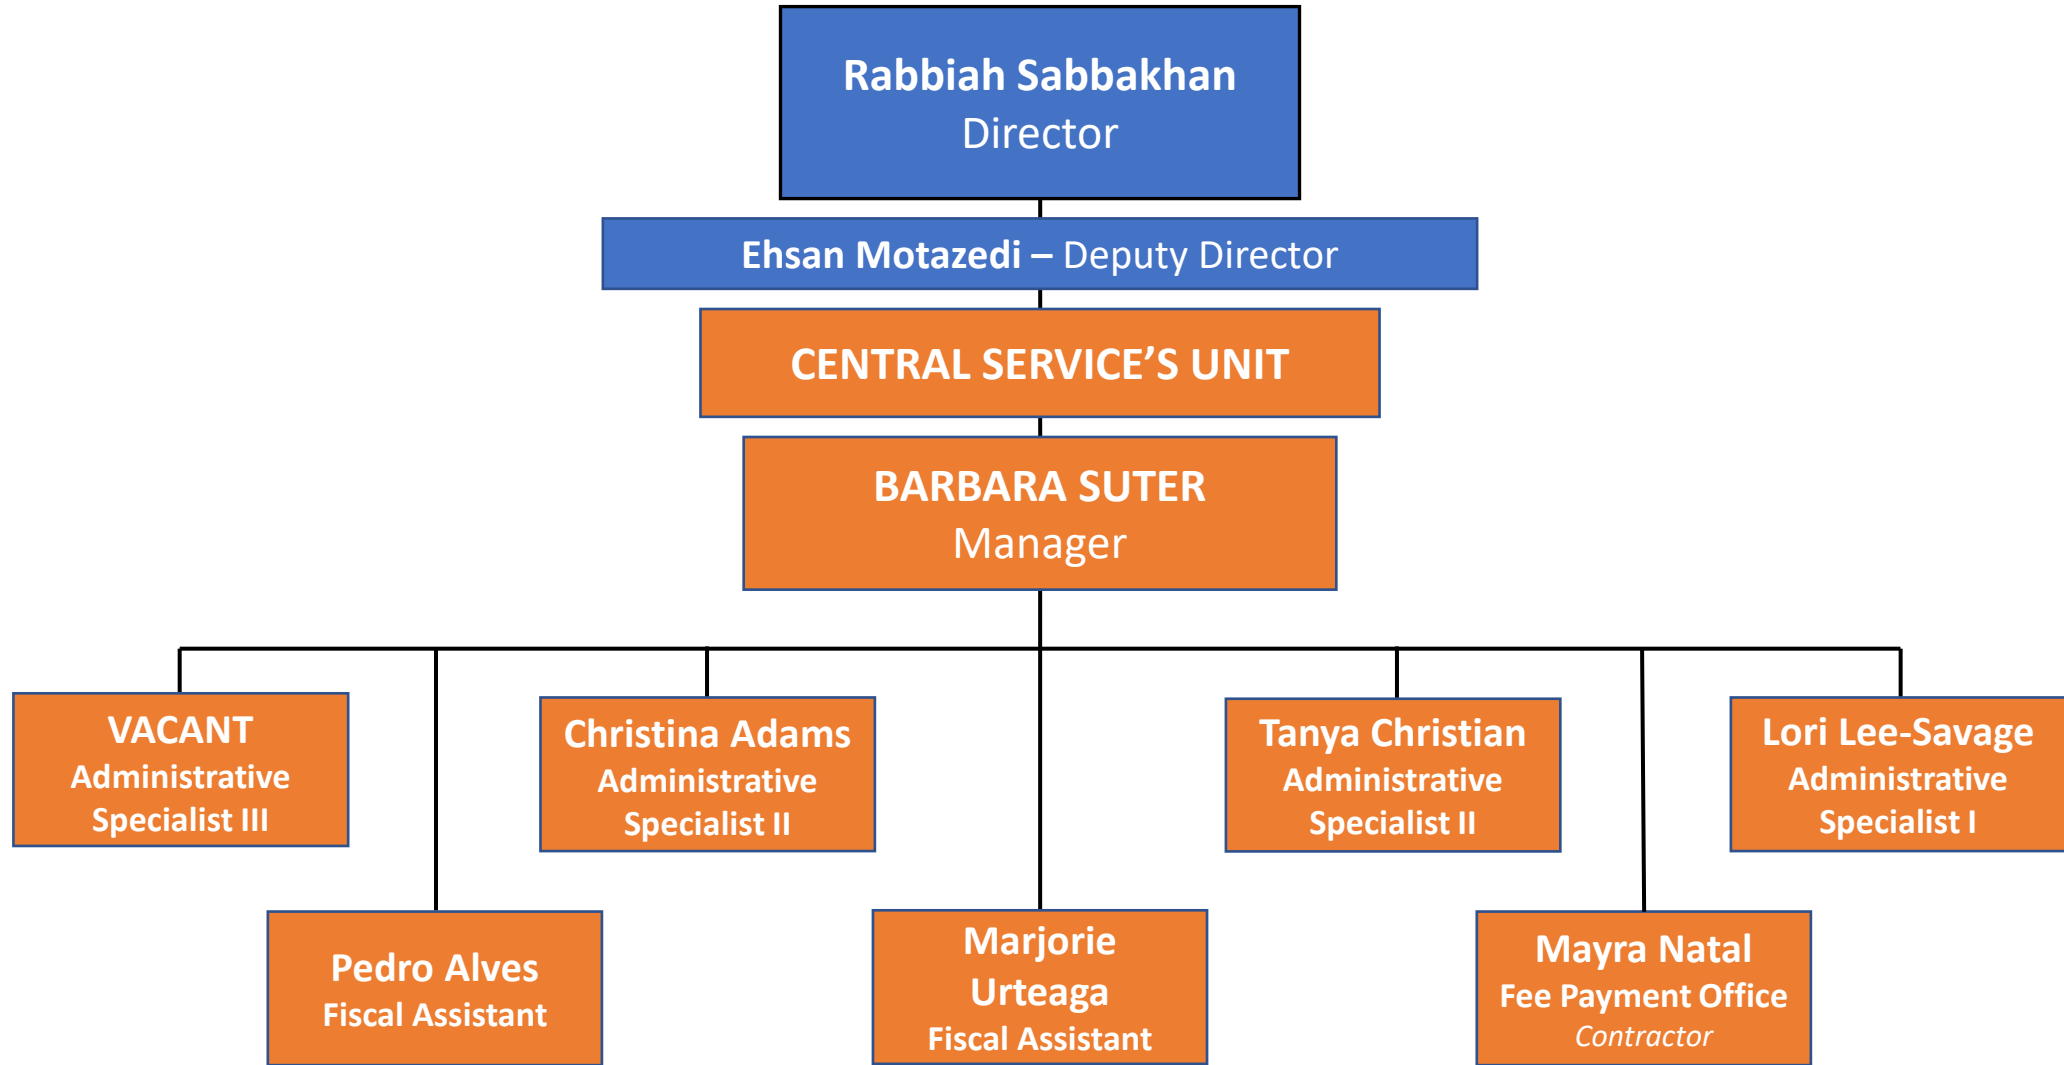 Rabbiah Sabbakhan
Director
Ehsan Motazedi – Deputy Director
CENTRAL SERVICE’S UNIT
BARBARA SUTER
Manager
VACANT
Administrative
Specialist III
Christina Adams
Administrative
Specialist II
Tanya Christian
Administrative
Specialist II
Lori Lee-Savage
Administrative
Specialist I
Pedro Alves
Fiscal Assistant
Marjorie
Urteaga
Fiscal Assistant
Mayra Natal
Fee Payment Office
Contractor